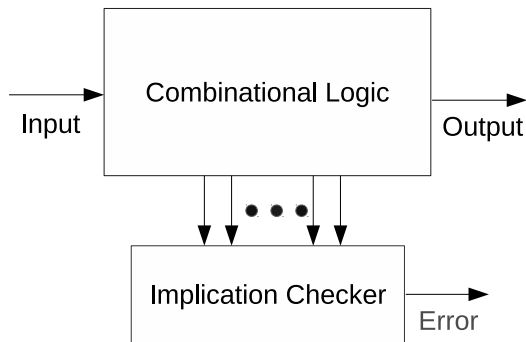 Combinational Logic
Input
Output
Implication Checker
Error